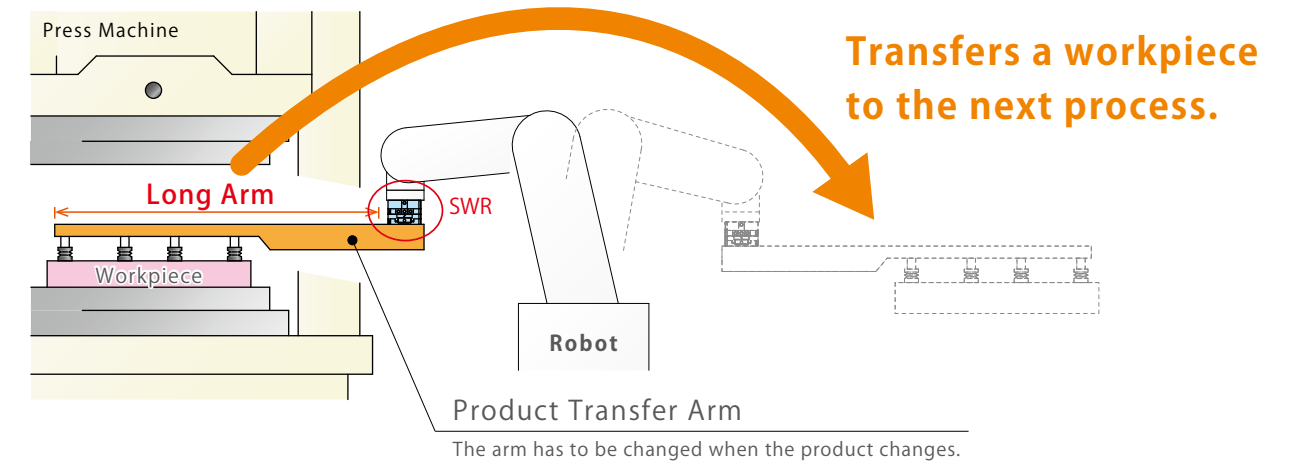 Press Machine
Transfers a workpiece
to the next process.
Long Arm
SWR
Workpiece
Robot
Product Transfer Arm
The arm has to be changed when the product changes.